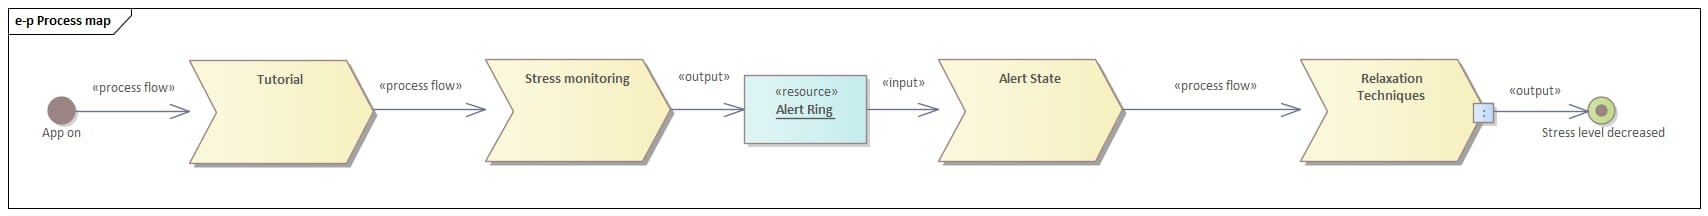 e-p Process map
«process flow»
App on
Tutorial
«process flow»
Stress monitoring
«output»
«resource»
Alert Ring
«input»
Alert State
«process flow»
Relaxation
Techniques
:
«output»
Stress level decreased